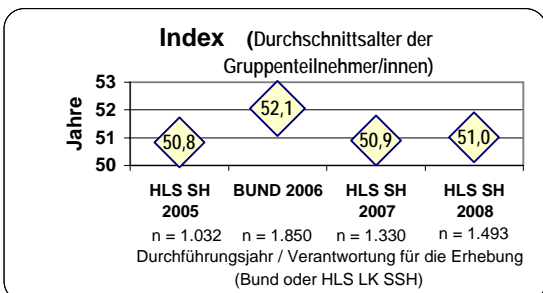 Index (Durchschnittsalter der
Gruppenteilnehmer/innen)
Jahre
53
52
51
50
50,8
52,1
50,9
51,0
HLS SH BUND 2006 HLS SH HLS SH
2005 2007 2008
n = 1.032 n = 1.850 n = 1.330 n = 1.493
Durchführungsjahr / Verantwortung für die Erhebung
(Bund oder HLS LK SSH)